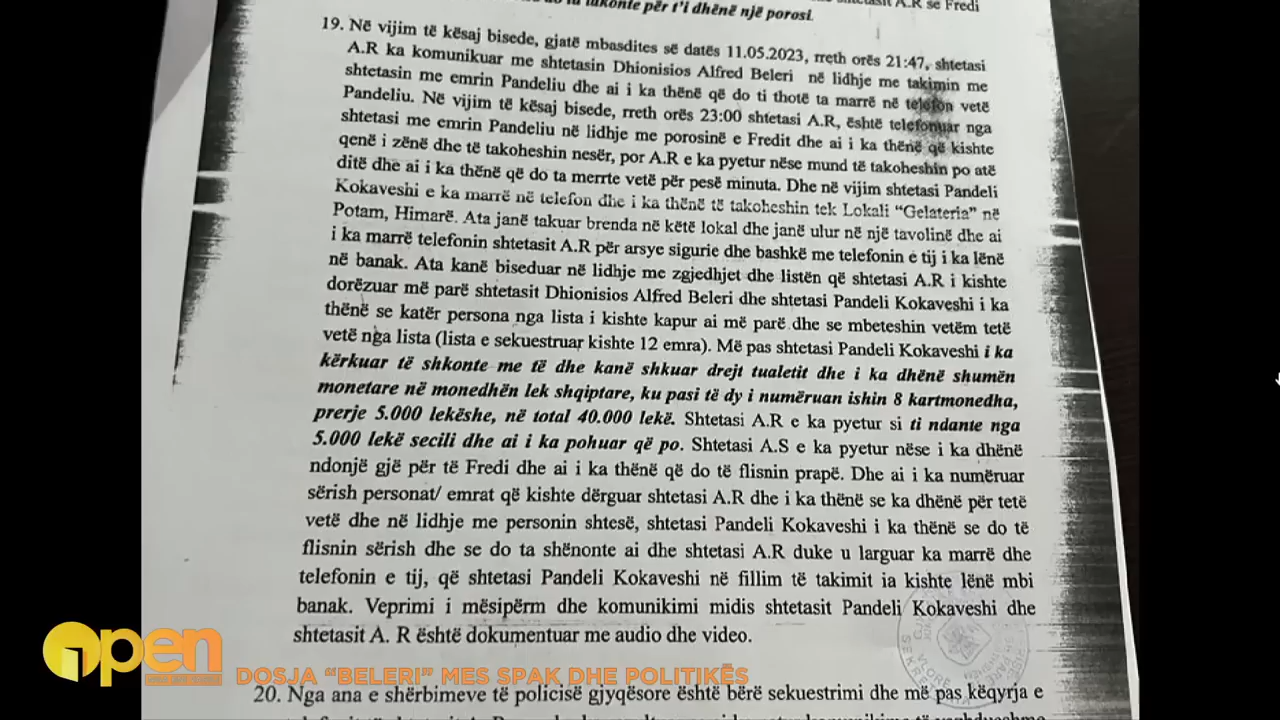 takonte për t'i dhënë një porosi.
shtetasit A.R se Fredi
19. Në vijim të kësaj bisede, gjatë mbasdites së datës 11.05.2023, rreth orës 21:47, shtetasi
A.R ka komunikuar me shtetasin Dhionisios Alfred Beleri në lidhje me takimin me
shtetasin me emrin Pandeliu dhe ai i ka thënë që do ti thotë ta marrë në telefon vetë
Pandeliu. Në vijim të kësaj bisede, rreth orës 23:00 shtetasi A.R, është telefonuar nga
shtetasi me emrin Pandeliu në lidhje me porosinë e Fredit dhe ai i ka thënë që kishte
qenë i zënë dhe të takoheshin nesër, por A.R e ka pyetur nëse mund të takoheshin po atë
ditë dhe ai i ka thënë që do ta merrte vetë për pesë minuta. Dhe në vijim shtetasi Pandeli
Kokaveshi e ka marrë në telefon dhe i ka thënë të takoheshin tek Lokali “Gelateria” në
Potam, Himarë. Ata janë takuar brenda në këtë lokal dhe janë ulur në një tavolinë dhe ai
i ka marrë telefonin shtetasit A.R për arsye sigurie dhe bashkë me telefonin e tij i ka lënë
në banak. Ata kanë biseduar në lidhje me zgjedhjet dhe listën që shtetasi A.R i kishte
dorëzuar më parë shtetasit Dhionisios Alfred Beleri dhe shtetasi Pandeli Kokaveshi i ka
thënë se katër persona nga lista i kishte kapur ai më parë dhe se mbeteshin vetëm tetë
vetë nga lista (lista e sekuestruar kishte 12 emra). Më pas shtetasi Pandeli Kokaveshi i ka
kërkuar të shkonte me të dhe kanë shkuar drejt tualetit dhe i ka dhënë shumën
monetare në monedhën lek shqiptare, ku pasi të dy i numëruan ishin 8 kartmonedha,
prerje 5.000 lekëshe, në total 40.000 lekë. Shtetasi A.R e ka pyetur si ti ndante nga
5.000 lekë secili dhe ai i ka pohuar që po. Shtetasi A.S e ka pyetur nëse i ka dhënë
ndonjë gjë për të Fredi dhe ai i ka thënë që do të flisnin prapë. Dhe ai i ka numëruar
sërish personat/ emrat që kishte dërguar shtetasi A.R dhe i ka thënë se ka dhënë për tetë
vetë dhe në lidhje me personin shtesë, shtetasi Pandeli Kokaveshi i ka thënë se do të
flisnin sërish dhe se do ta shënonte ai dhe shtetasi A.R duke u larguar ka marrë dhe
telefonin e tij, që shtetasi Pandeli Kokaveshi në fillim të takimit ia kishte lënë mbi
banak. Veprimi i mësipërm dhe komunikimi midis shtetasit Pandeli Kokaveshi dhe
shtetasit A. R është dokumentuar me audio dhe video.
Open
DOSJA “BELERI” MES SPAK DHE POLITIKËS
20. Nga ana e shërbimeve të policisë gjyqësore është bërë sekuestrimi dhe më pas këqyrja e